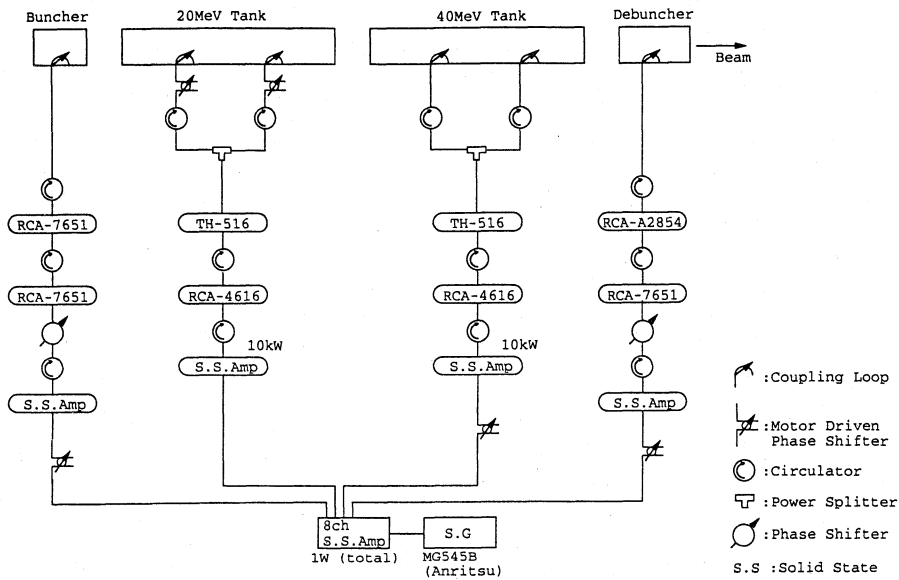 Buncher
20MeV Tank
40MeV Tank
Debuncher
Beam
RCA-7651
TH-516
TH-516
RCA-A2854
RCA-7651
RCA-4616
RCA-4616
RCA-7651
10kW
10kW
S.S.Amp
S.S.Amp
S.S.Amp
S.S.Amp
8ch
S.S.Amp
S.G
1W (total)
MG545B
(Anritsu)
:Coupling Loop
:Motor Driven
Phase Shifter
:Circulator
:Power Splitter
:Phase Shifter
S.S :Solid State